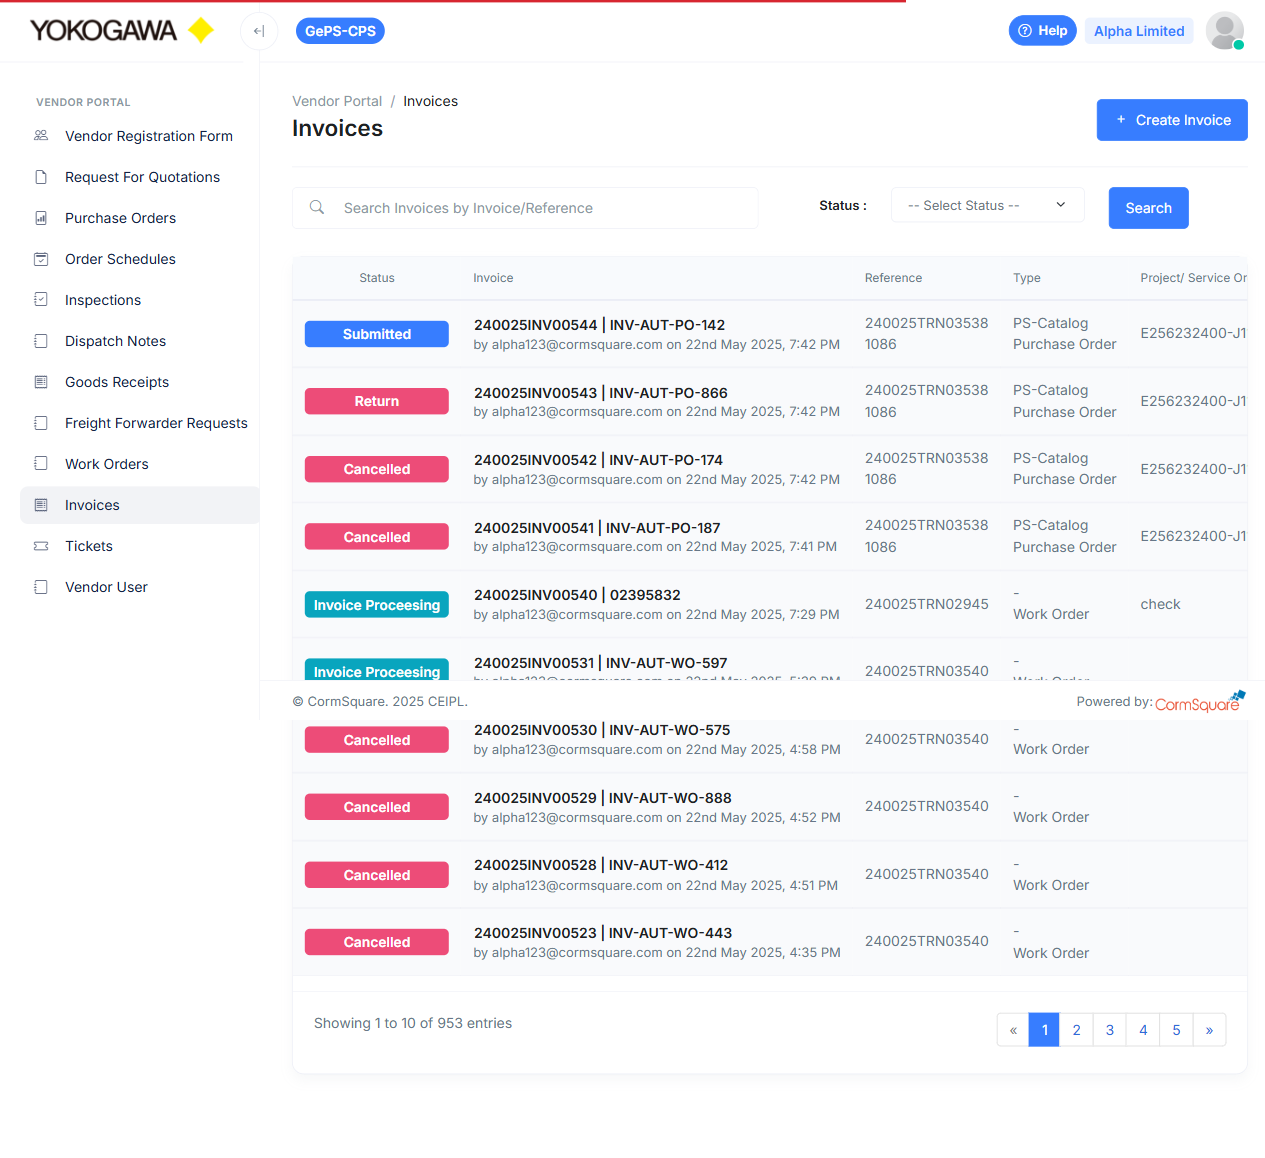 YOKOGAWA
GePS-CPS
Help
Alpha Limited
VENDOR PORTAL
Vendor Registration Form
Request For Quotations
Purchase Orders
Order Schedules
Inspections
Dispatch Notes
Goods Receipts
Freight Forwarder Requests
Work Orders
Invoices
Tickets
Vendor User
Vendor Portal / Invoices
Invoices
+ Create Invoice
Search Invoices by Invoice/Reference
Status :
-- Select Status --
Search
Status Invoice Reference Type Project/ Service Or
Submitted
240025INV00544 | INV-AUT-PO-142
by alpha123@cormsquare.com on 22nd May 2025, 7:42 PM
240025TRN03538
1086
PS-Catalog
Purchase Order
E256232400-J1
Return
240025INV00543 | INV-AUT-PO-866
by alpha123@cormsquare.com on 22nd May 2025, 7:42 PM
240025TRN03538
1086
PS-Catalog
Purchase Order
E256232400-J1
Cancelled
240025INV00542 | INV-AUT-PO-174
by alpha123@cormsquare.com on 22nd May 2025, 7:42 PM
240025TRN03538
1086
PS-Catalog
Purchase Order
E256232400-J1
Cancelled
240025INV00541 | INV-AUT-PO-187
by alpha123@cormsquare.com on 22nd May 2025, 7:41 PM
240025TRN03538
1086
PS-Catalog
Purchase Order
E256232400-J1
Invoice Proceesing
240025INV00540 | 02395832
by alpha123@cormsquare.com on 22nd May 2025, 7:29 PM
240025TRN02945
-
Work Order
check
Invoice Proceesing
240025INV00531 | INV-AUT-WO-597
240025TRN03540
-
© CormSquare. 2025 CEIPL.
Powered by: CormSquare
Cancelled
240025INV00530 | INV-AUT-WO-575
by alpha123@cormsquare.com on 22nd May 2025, 4:58 PM
240025TRN03540
-
Work Order
Cancelled
240025INV00529 | INV-AUT-WO-888
by alpha123@cormsquare.com on 22nd May 2025, 4:52 PM
240025TRN03540
-
Work Order
Cancelled
240025INV00528 | INV-AUT-WO-412
by alpha123@cormsquare.com on 22nd May 2025, 4:51 PM
240025TRN03540
-
Work Order
Cancelled
240025INV00523 | INV-AUT-WO-443
by alpha123@cormsquare.com on 22nd May 2025, 4:35 PM
240025TRN03540
-
Work Order
Showing 1 to 10 of 953 entries
« 1 2 3 4 5 »